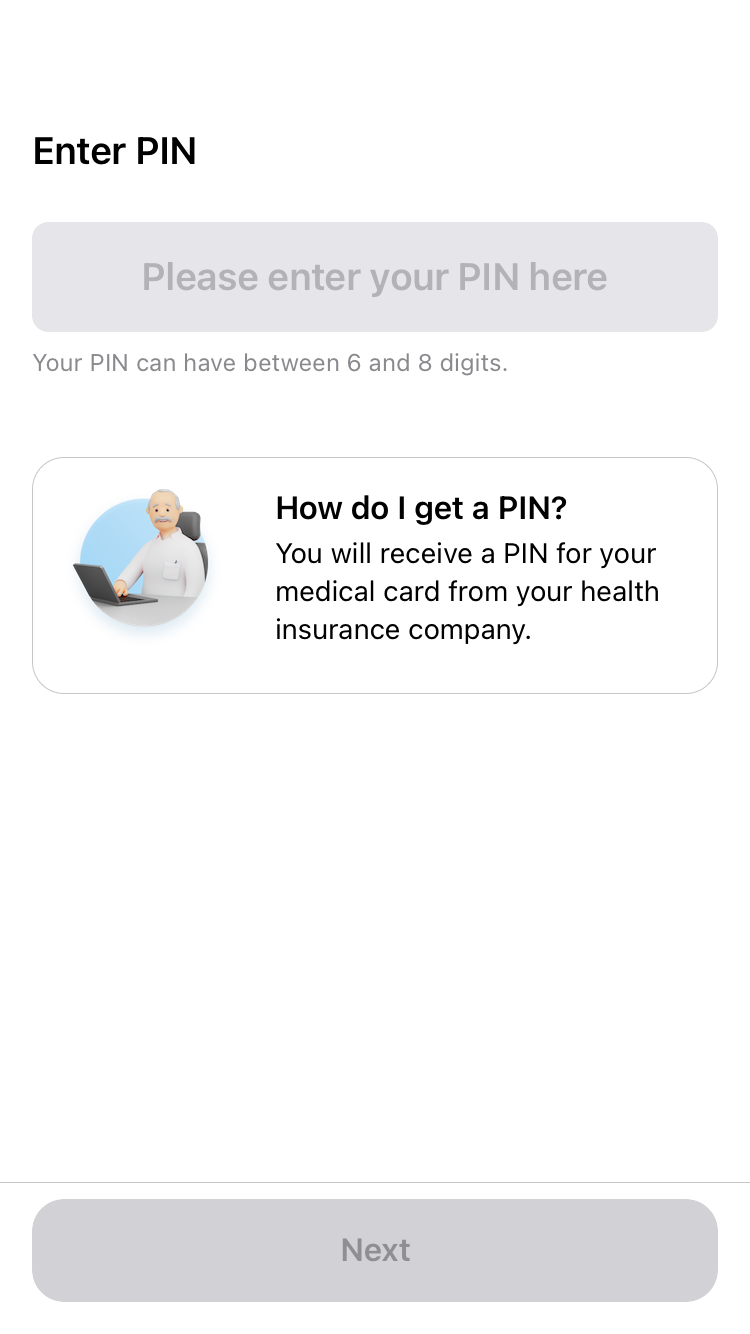 Enter PIN
Please enter your PIN here
Your PIN can have between 6 and 8 digits.
How do I get a PIN?
You will receive a PIN for your
medical card from your health
insurance company.
Next